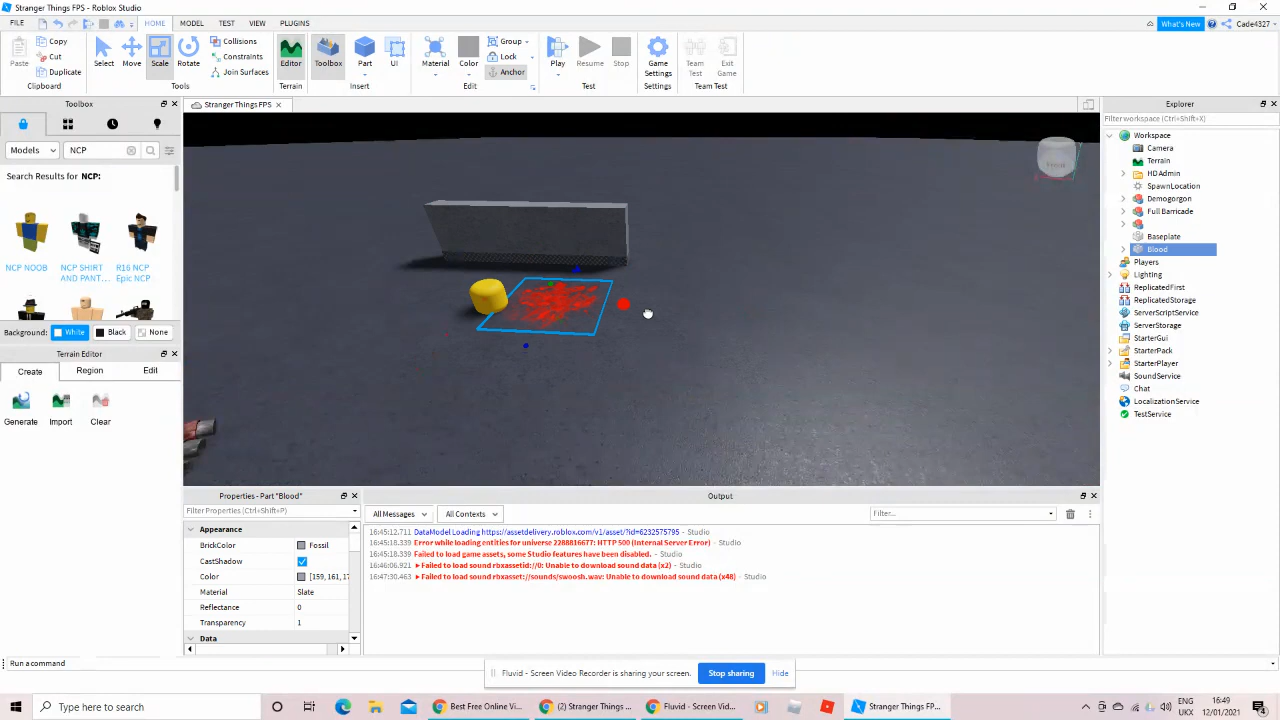 Stranger Things FPS - Roblox Studio
FILE HOME MODEL TEST VIEW PLUGINS What's New Cade4327
Paste Copy Cut Duplicate Select Move Scale Rotate Collisions Constraints Join Surfaces Editor Toolbox Part UI Material Color Group Lock Anchor Play Resume Stop Game Settings Team Test Exit Game
Clipboard Tools Terrain Insert Edit Test Settings Team Test
Toolbox
Models NCP
Search Results for NCP:
NCP NOOB NCP SHIRT AND PANT... R16 NCP Epic NCP
Background: White Black None
Terrain Editor
Create Region Edit
Generate Import Clear
Stranger Things FPS
Explorer
Filter workspace (Ctrl+Shift+X)
Workspace
Camera
Terrain
HDAdmin
SpawnLocation
Demogorgon
Full Barricade
Baseplate
Blood
Players
Lighting
ReplicatedFirst
ReplicatedStorage
ServerScriptService
ServerStorage
StarterGui
StarterPack
StarterPlayer
SoundService
Chat
LocalizationService
TestService
Properties - Part "Blood"
Filter Properties (Ctrl+Shift+P)
Appearance
BrickColor Fossil
CastShadow
Color [159, 161, 17
Material Slate
Reflectance 0
Transparency 1
Data
Output
All Messages All Contexts Filter...
16:45:12.711 DataModel Loading https://assetdelivery.roblox.com/v1/asset/?id=6232575795 - Studio
16:45:18.339 Error while loading entities for universe 2288816677: HTTP 500 (Internal Server Error) - Studio
16:45:18.339 Failed to load game assets, some Studio features have been disabled. - Studio
16:46:06.921 Failed to load sound rbxassetid://0: Unable to download sound data (x2) - Studio
16:47:30.463 Failed to load sound rbxasset://sounds/swoosh.wav: Unable to download sound data (x48) - Studio
Run a command
Fluvid - Screen Video Recorder is sharing your screen. Stop sharing Hide
Type here to search
Best Free Online Vi...
(2) Stranger Things ...
Fluvid - Screen Vid...
Stranger Things FP...
ENG
UKX
16:49
12/01/2021